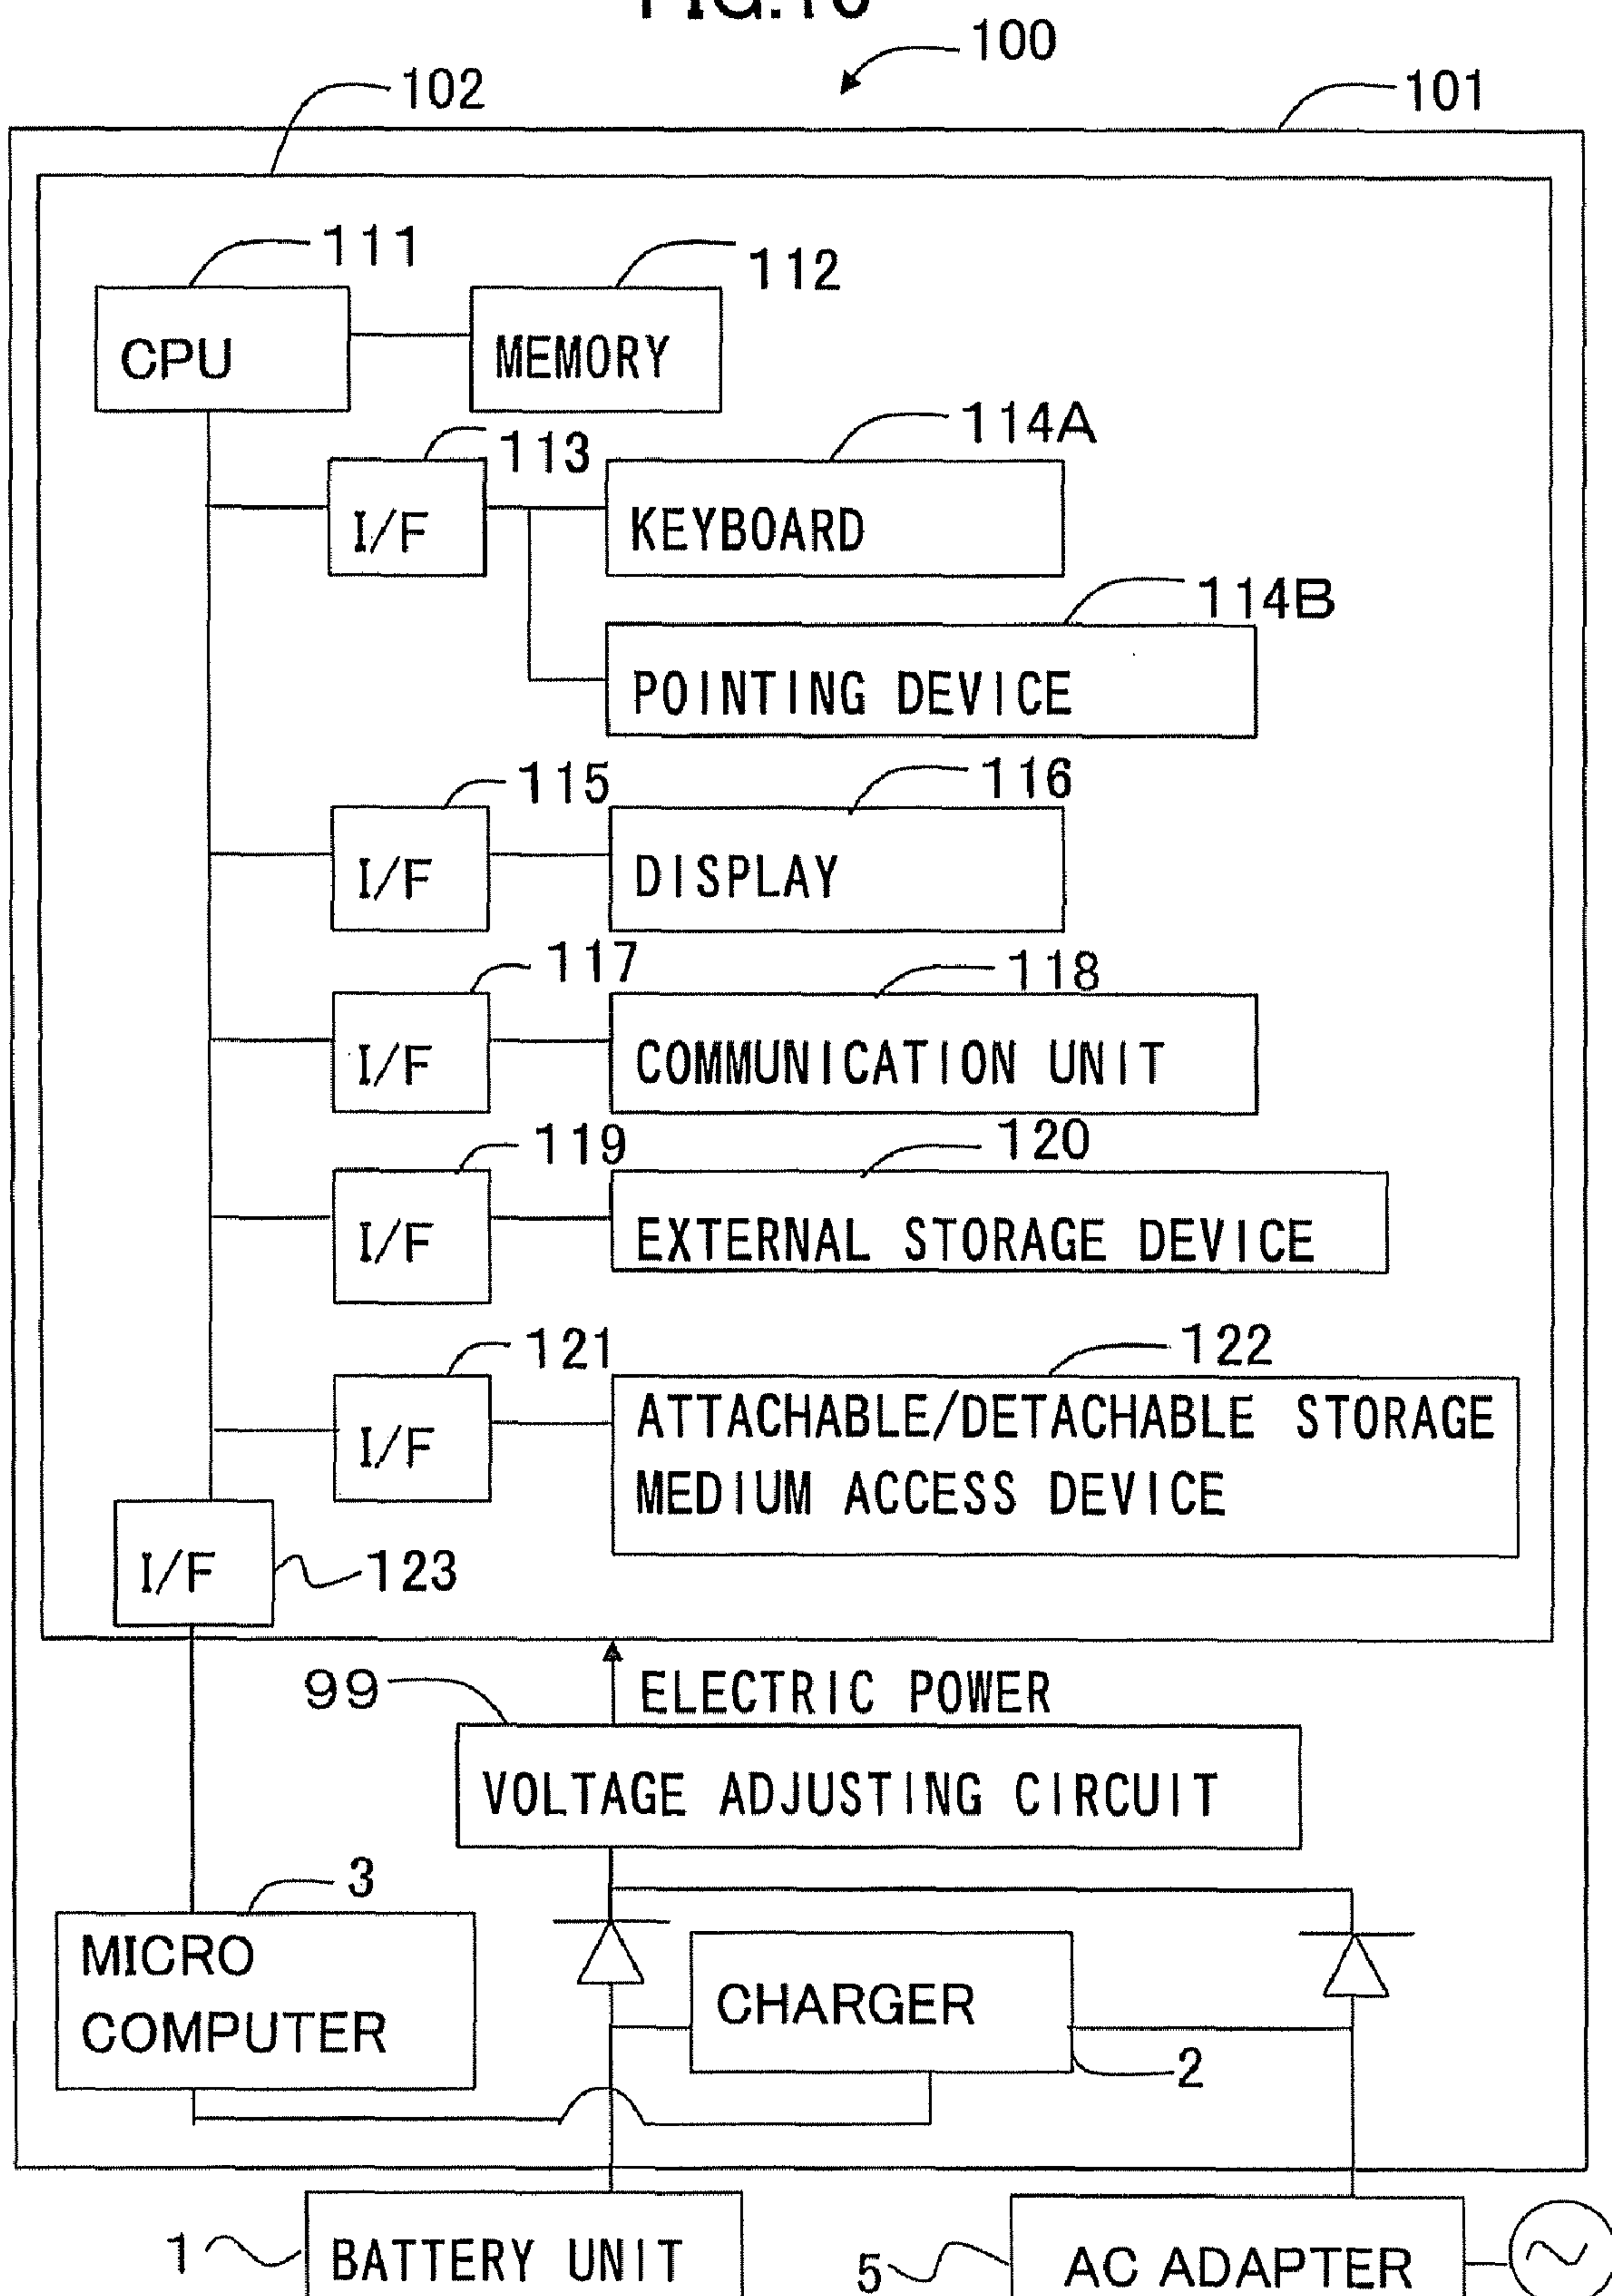 100
102
101
111
112
CPU
MEMORY
113
114A
I/F
KEYBOARD
114B
POINTING DEVICE
115
116
I/F
DISPLAY
117
118
I/F
COMMUNICATION UNIT
119
120
I/F
EXTERNAL STORAGE DEVICE
121
122
I/F
ATTACHABLE/DETACHABLE STORAGE
MEDIUM ACCESS DEVICE
I/F
123
99
ELECTRIC POWER
VOLTAGE ADJUSTING CIRCUIT
3
MICRO
COMPUTER
CHARGER
2
1
BATTERY UNIT
5
AC ADAPTER